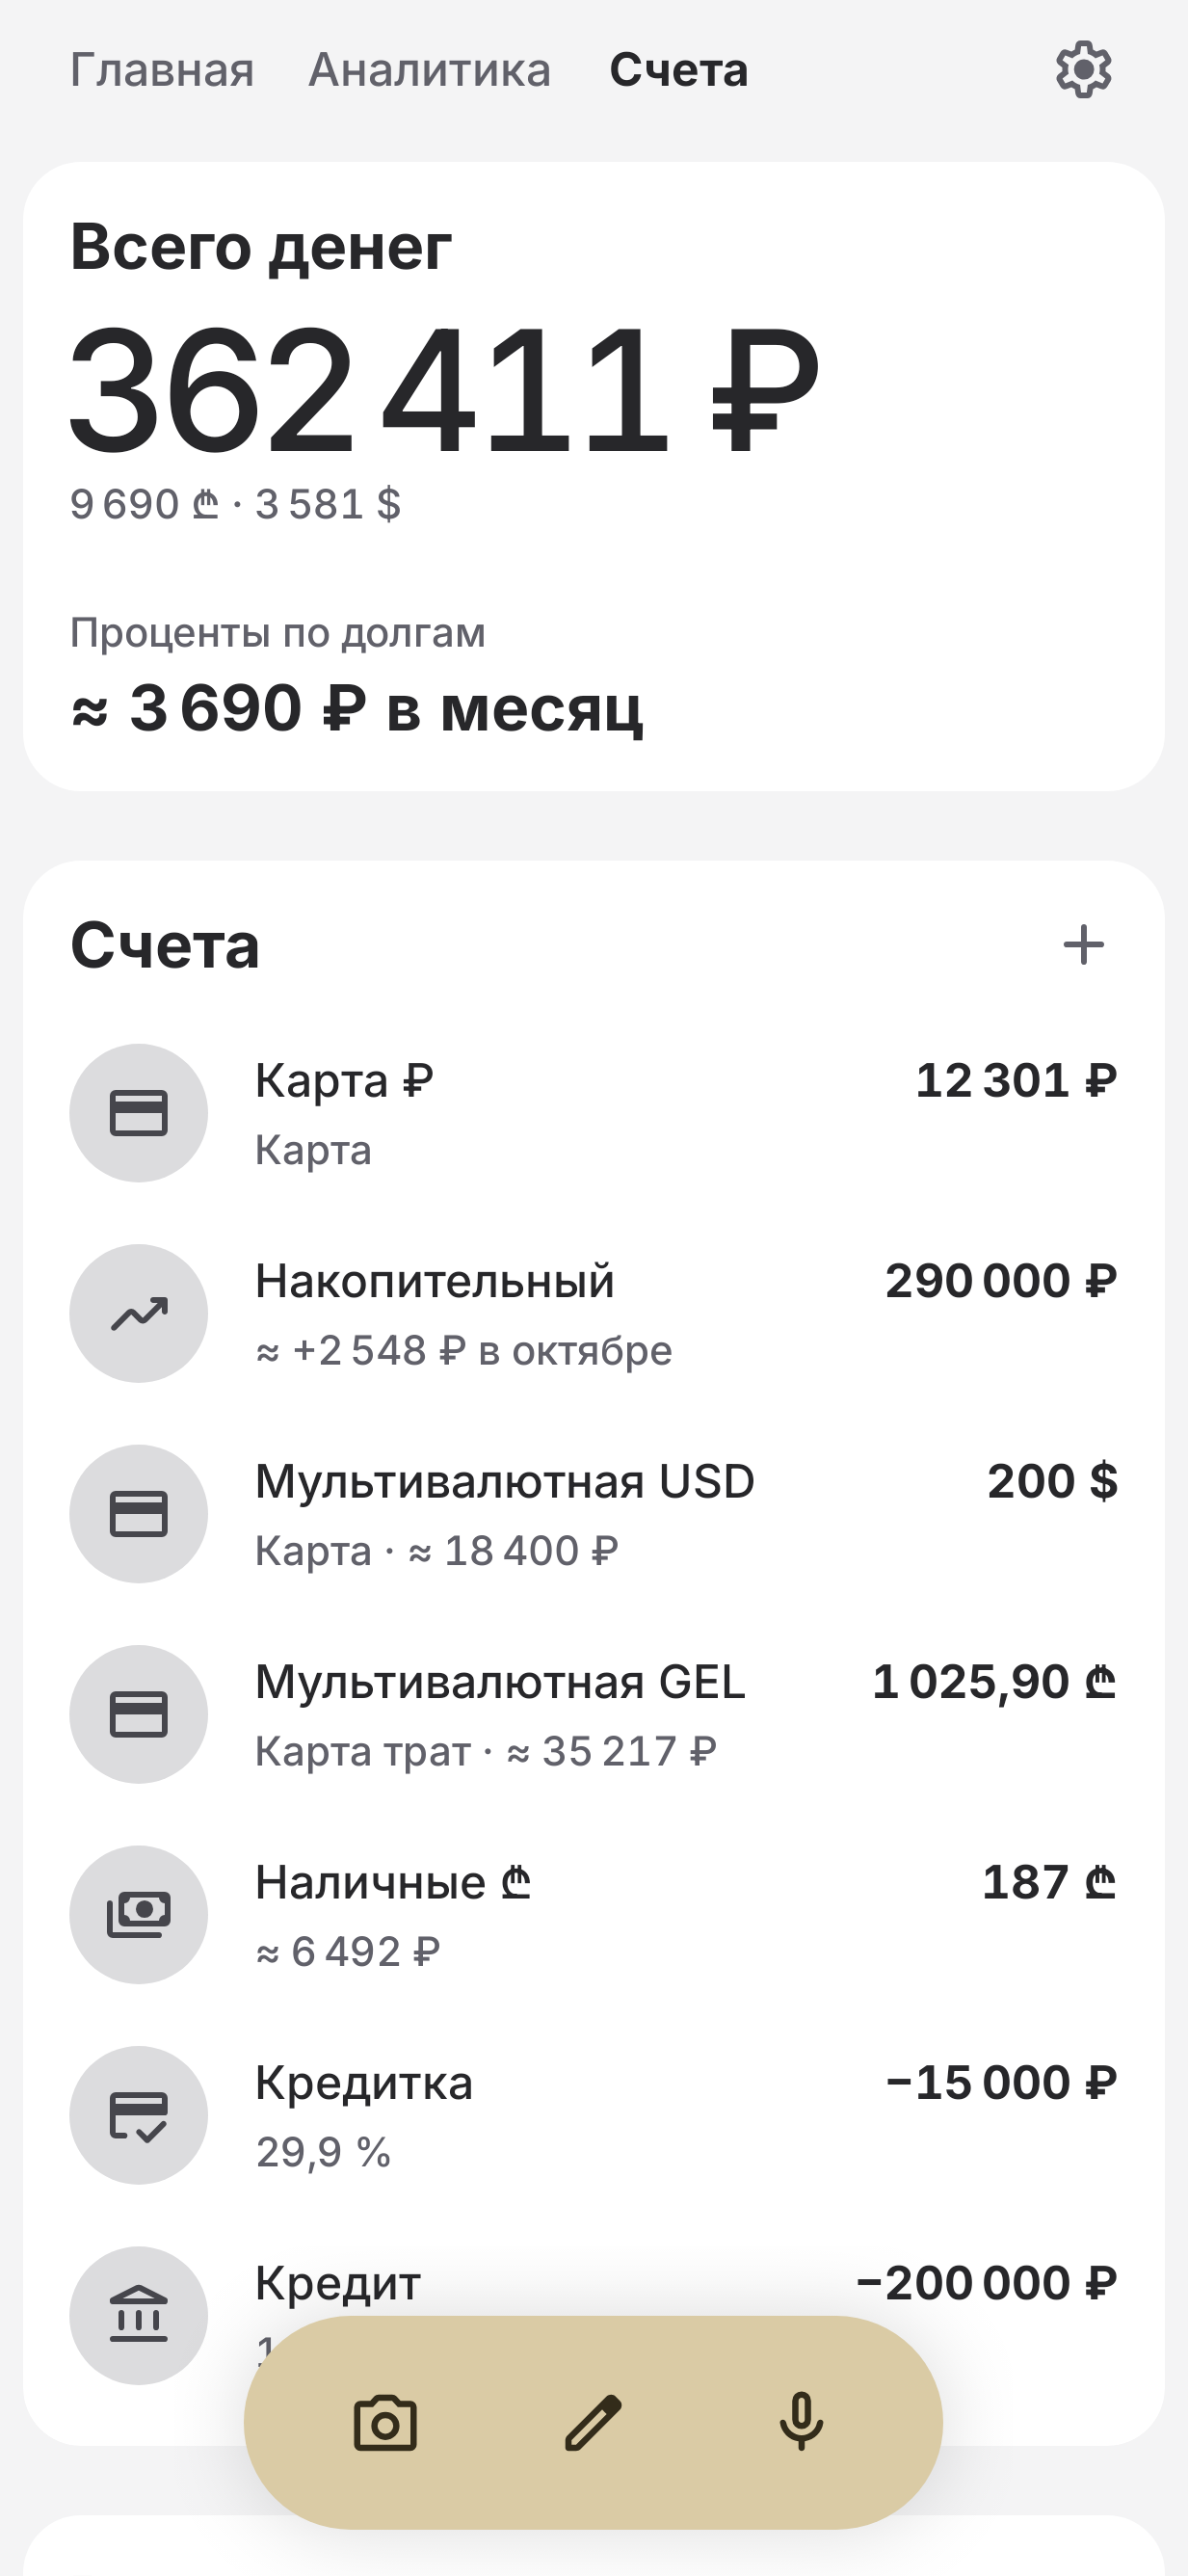 Главная Аналитика Счета
Всего денег
362 411 ₽
9 690 ₾ · 3 581 $
Проценты по долгам
≈ 3 690 ₽ в месяц
Счета
Карта ₽ 12 301 ₽
Карта
Накопительный 290 000 ₽
≈ +2 548 ₽ в октябре
Мультивалютная USD 200 $
Карта · ≈ 18 400 ₽
Мультивалютная GEL 1 025,90 ₾
Карта трат · ≈ 35 217 ₽
Наличные ₾ 187 ₾
≈ 6 492 ₽
Кредитка −15 000 ₽
29,9 %
Кредит −200 000 ₽